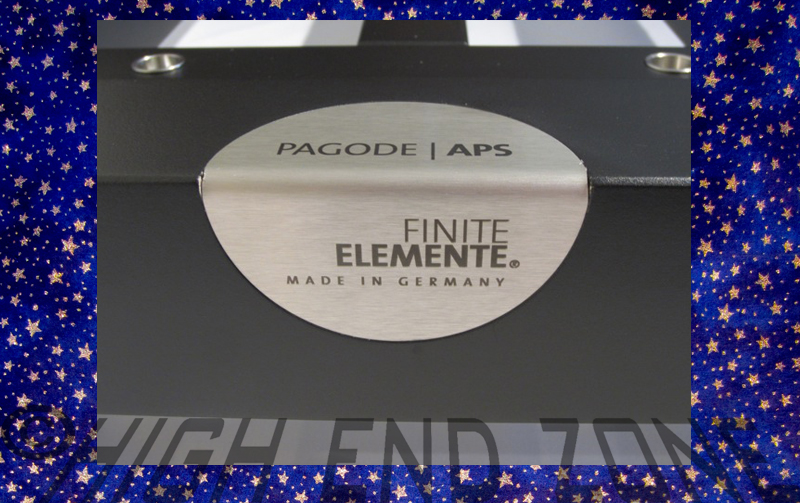 PAGODE | APS
FINITE
ELEMENTE®
MADE IN GERMANY
©HIGH END ZONE